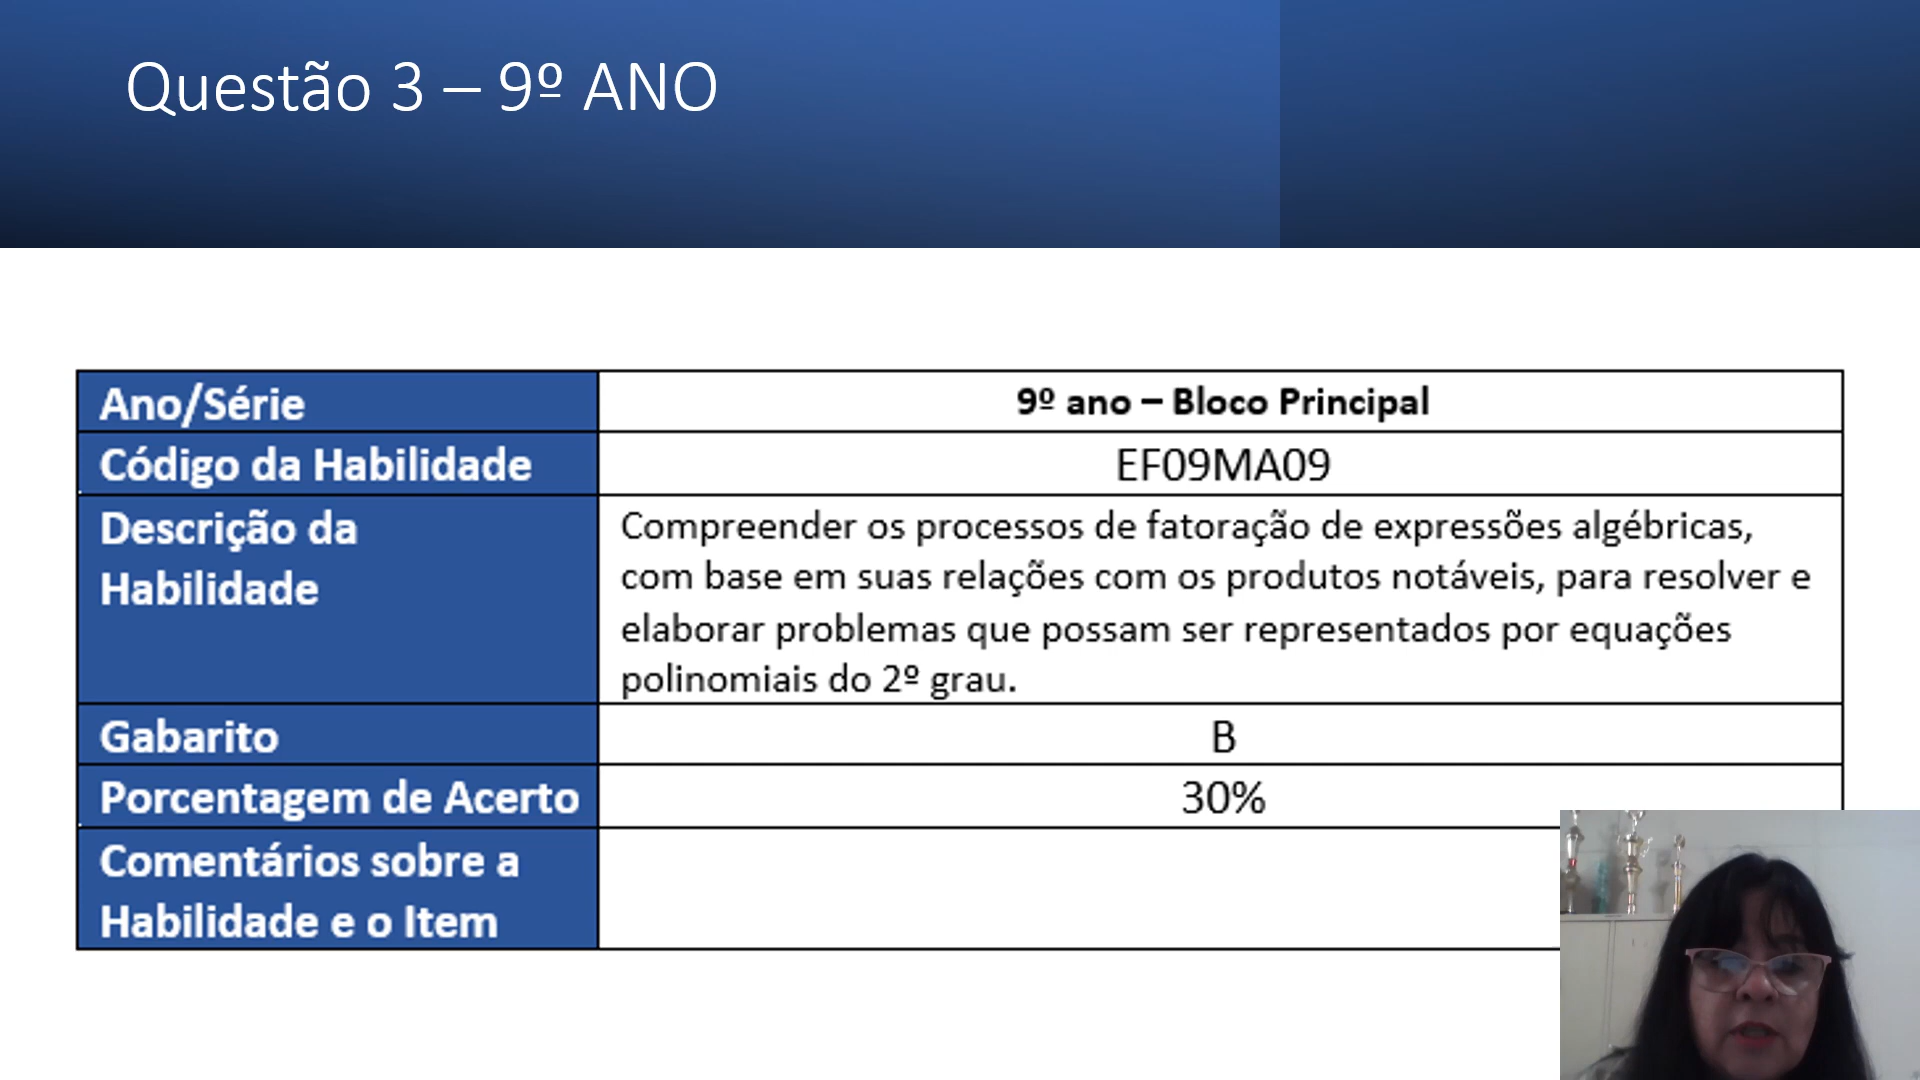 Questão 3 – 9º ANO
Ano/Série
9º ano – Bloco Principal
Código da Habilidade
EF09MA09
Descrição da
Habilidade
Compreender os processos de fatoração de expressões algébricas,
com base em suas relações com os produtos notáveis, para resolver e
elaborar problemas que possam ser representados por equações
polinomiais do 2º grau.
Gabarito
B
Porcentagem de Acerto
30%
Comentários sobre a
Habilidade e o Item